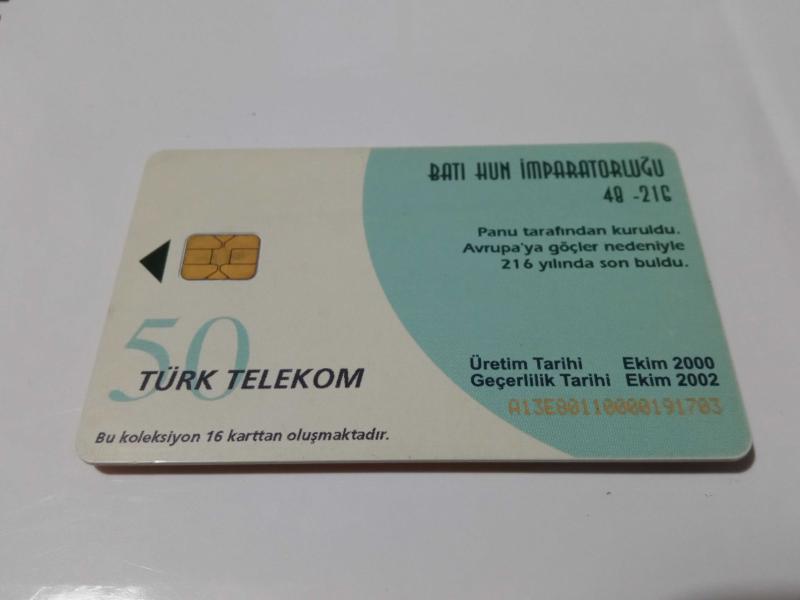 BATI HUN İMPARATORLUĞU
48 -216
Panu tarafından kuruldu.
Avrupa'ya göçler nedeniyle
216 yılında son buldu.
50
TÜRK TELEKOM
Üretim Tarihi Ekim 2000
Geçerlilik Tarihi Ekim 2002
A13E80110000191703
Bu koleksiyon 16 karttan oluşmaktadır.